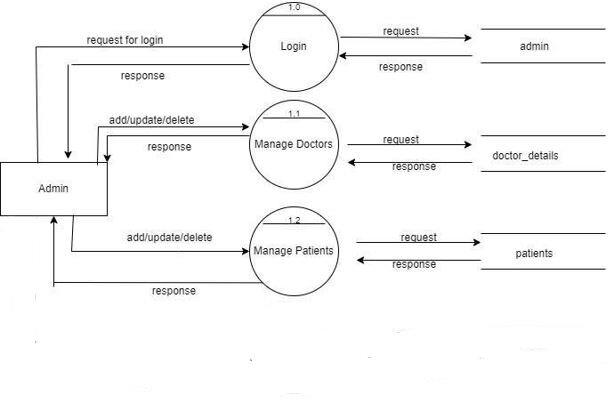 1.0
request for login
Login
request
admin
response
response
add/update/delete
1.1
response
Manage Doctors
request
doctor_details
response
Admin
1.2
add/update/delete
Manage Patients
request
patients
response
response